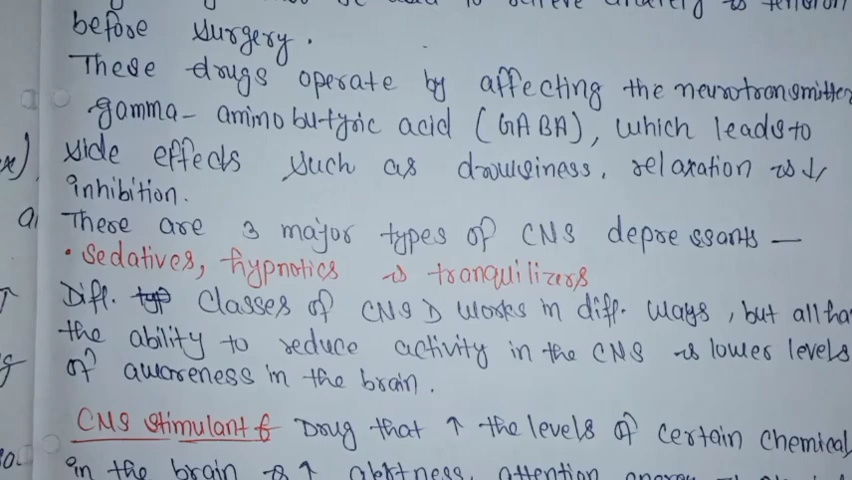 before surgery.
These drugs operate by affecting the neurotransmitter
gamma- aminobutyric acid (GABA), which leads to
side effects such as drowsiness, relaxation & ↓
inhibition.
There are 3 major types of CNS depressants —
• Sedatives, hypnotics & tranquilizers
Diff. typ Classes of CNS D works in diff. ways, but all ha
the ability to reduce activity in the CNS & lower levels
of awareness in the brain.
CNS stimulant & Drug that ↑ the levels of certain chemical
in the brain & ↑ alertness, attention